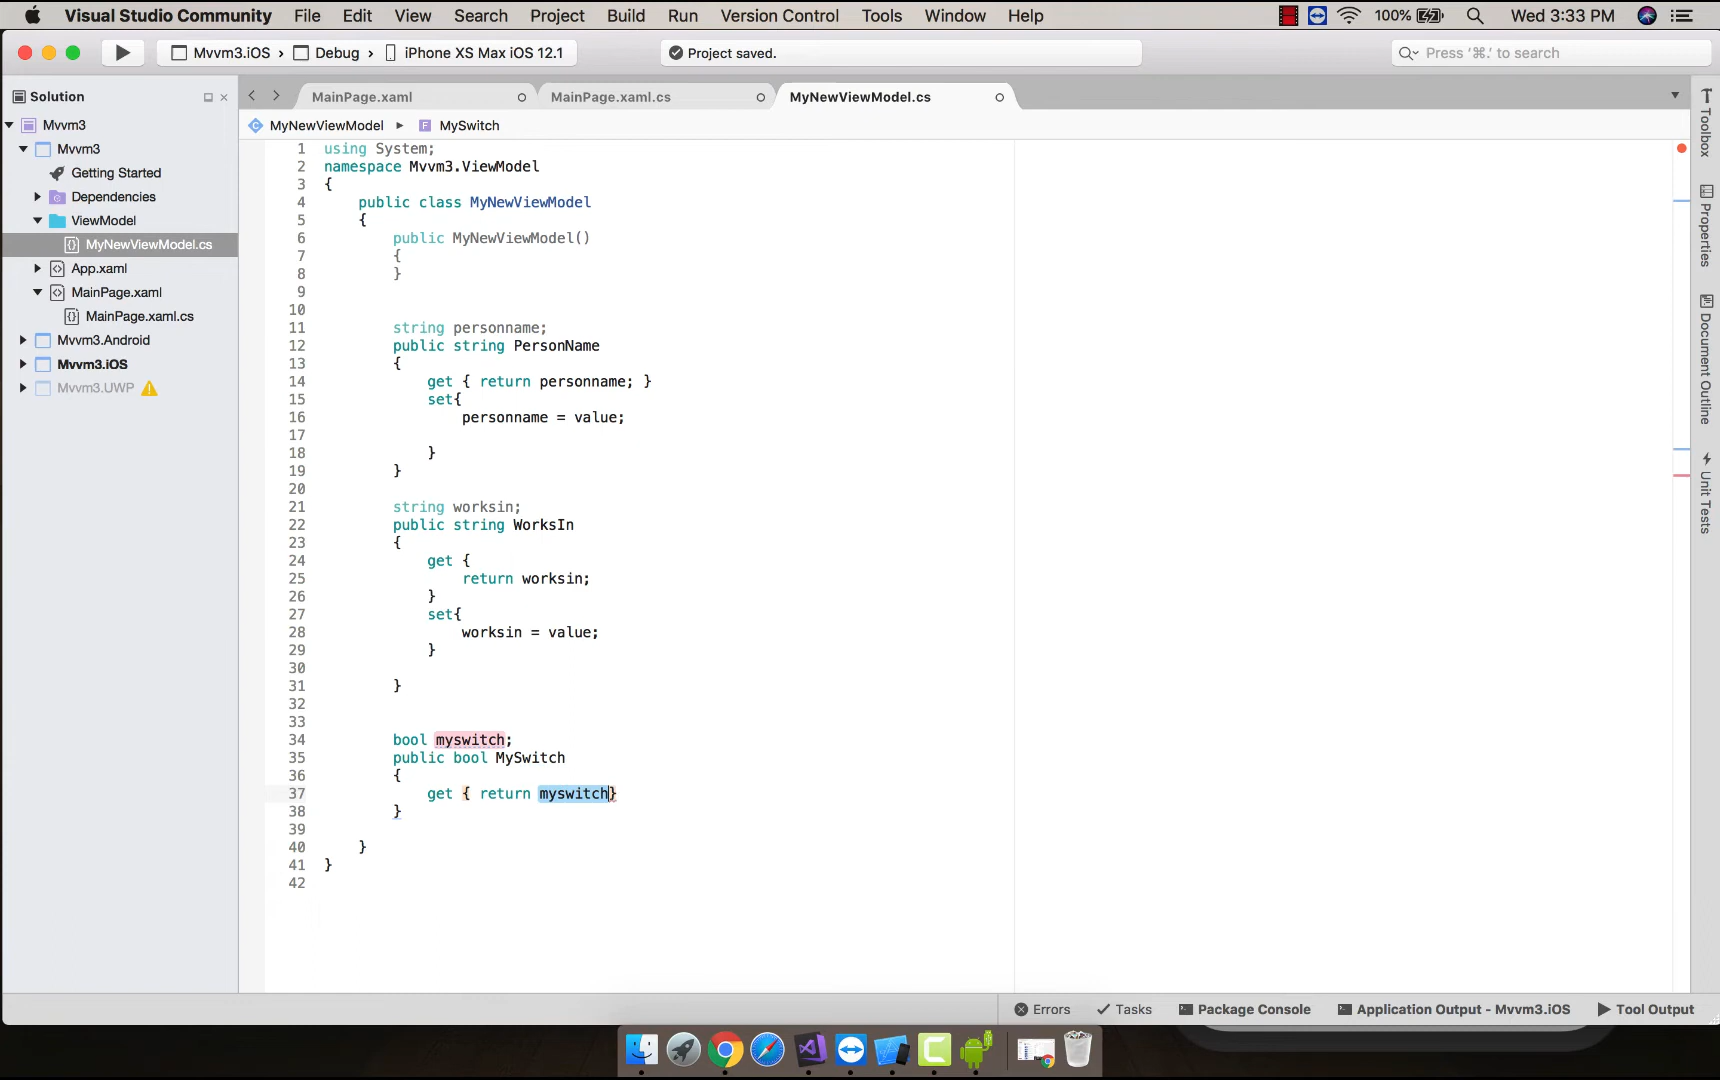 Visual Studio Community File Edit View Search Project Build Run Version Control Tools Window Help 100% Wed 3:33 PM
Mvvm3.iOS › Debug › iPhone XS Max iOS 12.1 Project saved. Press ‘⌘.’ to search
Solution
Mvvm3
Mvvm3
Getting Started
Dependencies
ViewModel
MyNewViewModel.cs
App.xaml
MainPage.xaml
MainPage.xaml.cs
Mvvm3.Android
Mvvm3.iOS
Mvvm3.UWP
MainPage.xaml MainPage.xaml.cs MyNewViewModel.cs
MyNewViewModel MySwitch
1 using System;
2 namespace Mvvm3.ViewModel
3 {
4 public class MyNewViewModel
5 {
6 public MyNewViewModel()
7 {
8 }
9
10
11 string personname;
12 public string PersonName
13 {
14 get { return personname; }
15 set{
16 personname = value;
17
18 }
19 }
20
21 string worksin;
22 public string WorksIn
23 {
24 get {
25 return worksin;
26 }
27 set{
28 worksin = value;
29 }
30
31 }
32
33
34 bool myswitch;
35 public bool MySwitch
36 {
37 get { return myswitch}
38 }
39
40 }
41 }
42
Toolbox
Properties
Document Outline
Unit Tests
Errors Tasks Package Console Application Output - Mvvm3.iOS Tool Output